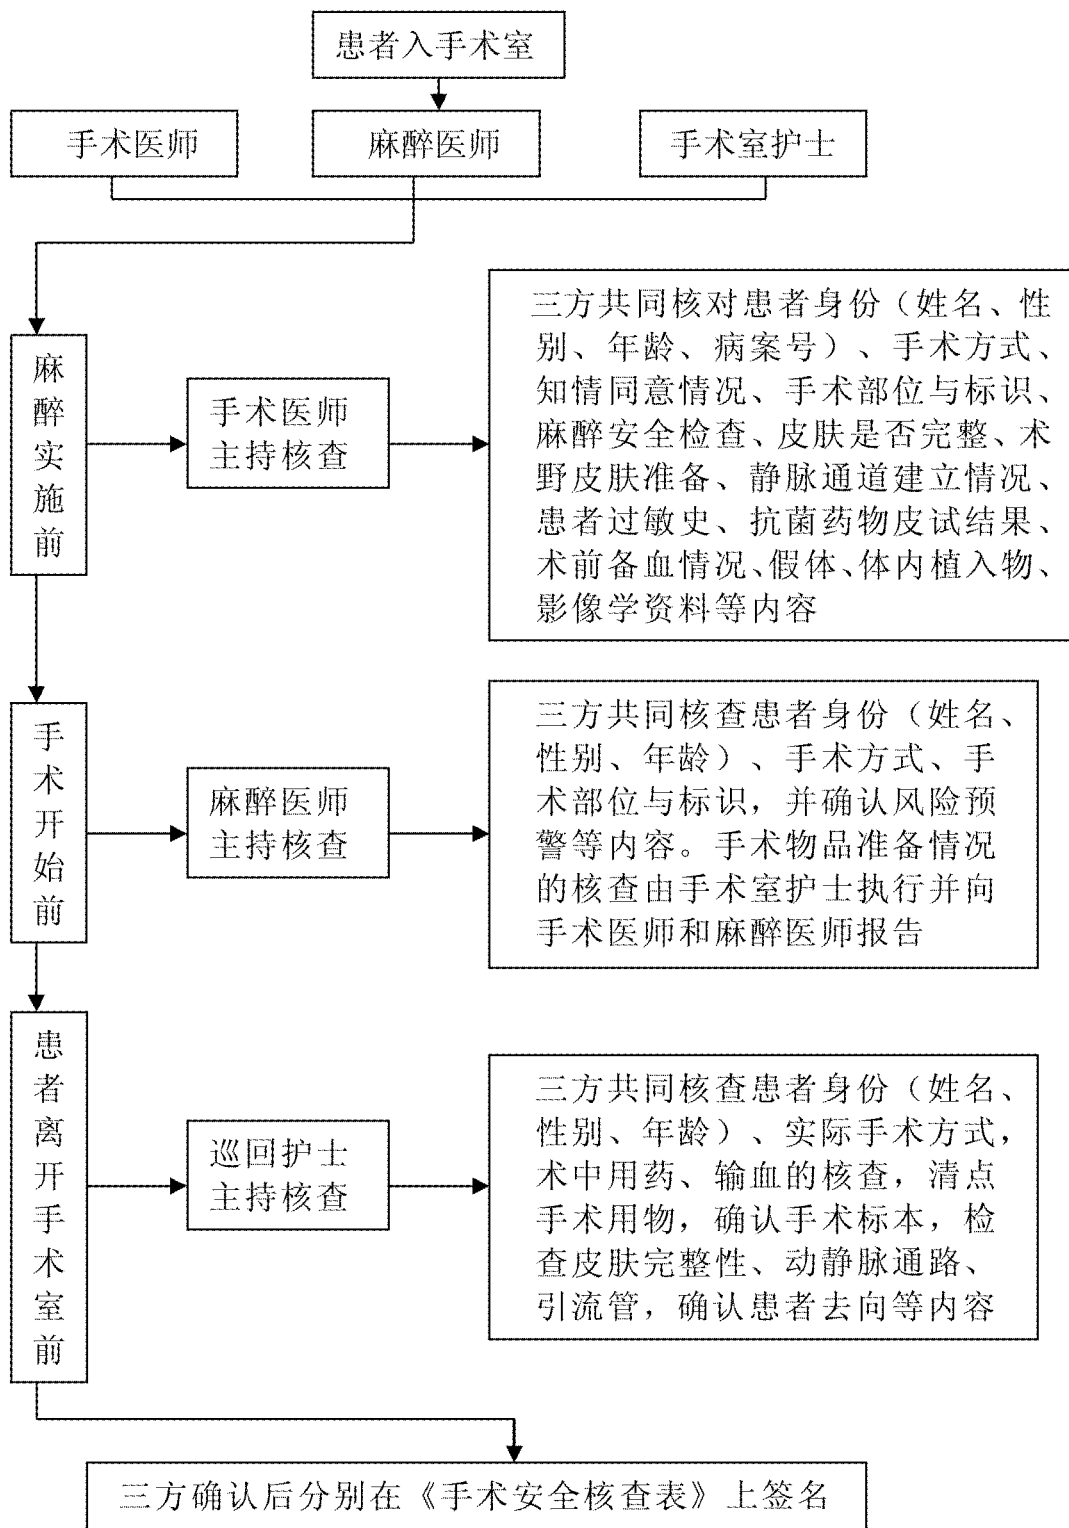 患者入手术室
手术医师
麻醉医师
手术室护士
麻醉实施前
手术医师
主持核查
三方共同核对患者身份（姓名、性
别、年龄、病案号）、手术方式、
知情同意情况、手术部位与标识、
麻醉安全检查、皮肤是否完整、术
野皮肤准备、静脉通道建立情况、
患者过敏史、抗菌药物皮试结果、
术前备血情况、假体、体内植入物、
影像学资料等内容
手术开始前
麻醉医师
主持核查
三方共同核查患者身份（姓名、
性别、年龄）、手术方式、手
术部位与标识，并确认风险预
警等内容。手术物品准备情况
的核查由手术室护士执行并向
手术医师和麻醉医师报告
患者离开手术室前
巡回护士
主持核查
三方共同核查患者身份（姓名、
性别、年龄）、实际手术方式，
术中用药、输血的核查，清点
手术用物，确认手术标本，检
查皮肤完整性、动静脉通路、
引流管，确认患者去向等内容
三方确认后分别在《手术安全核查表》上签名